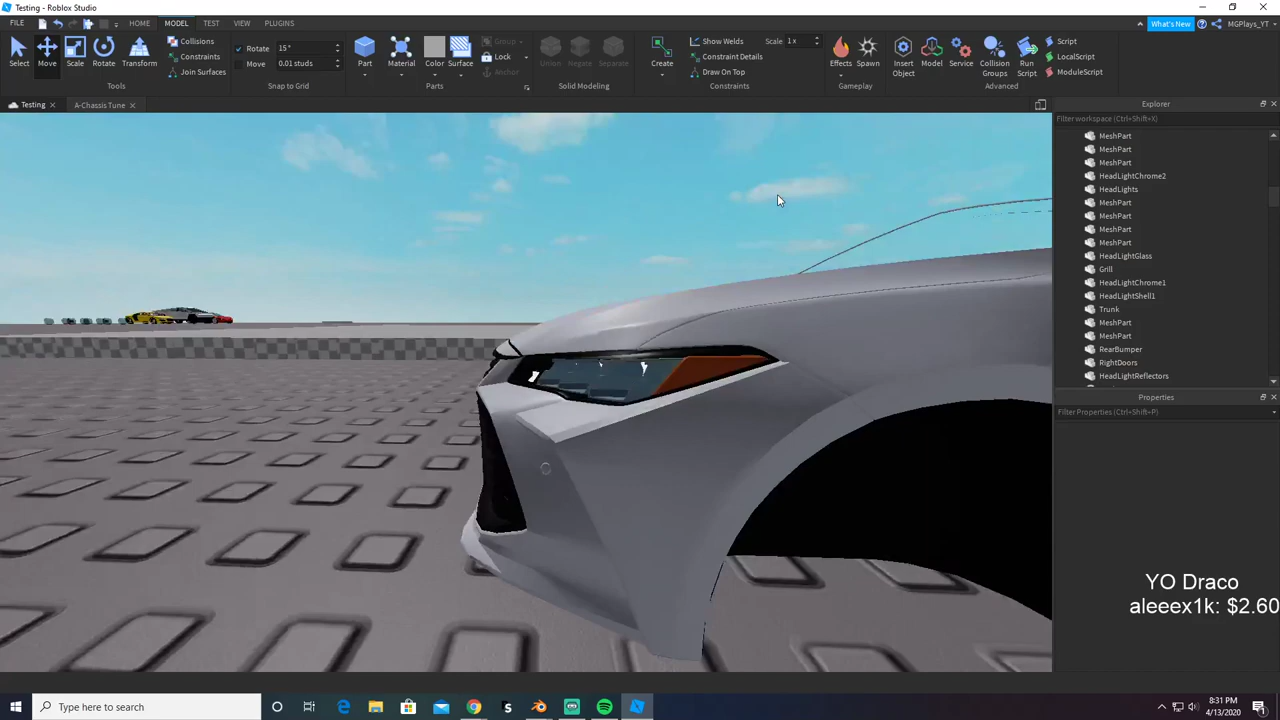 Testing - Roblox Studio
FILE HOME MODEL TEST VIEW PLUGINS What's New MGPlays_YT
Select Move Scale Rotate Transform
Collisions
Constraints
Join Surfaces
Tools
Rotate 15°
Move 0.01 studs
Snap to Grid
Part Material Color Surface
Group
Lock
Anchor
Parts
Union Negate Separate
Solid Modeling
Create
Show Welds Scale 1 x
Constraint Details
Draw On Top
Constraints
Effects Spawn
Gameplay
Insert Object Model Service Collision Groups Run Script
Script
LocalScript
ModuleScript
Advanced
Testing A-Chassis Tune
Explorer
Filter workspace (Ctrl+Shift+X)
MeshPart
MeshPart
MeshPart
HeadLightChrome2
HeadLights
MeshPart
MeshPart
MeshPart
MeshPart
HeadLightGlass
Grill
HeadLightChrome1
HeadLightShell1
Trunk
MeshPart
MeshPart
RearBumper
RightDoors
HeadLightReflectors
Properties
Filter Properties (Ctrl+Shift+P)
YO Draco
aleeex1k: $2.60
Type here to search
8:31 PM
4/13/2020